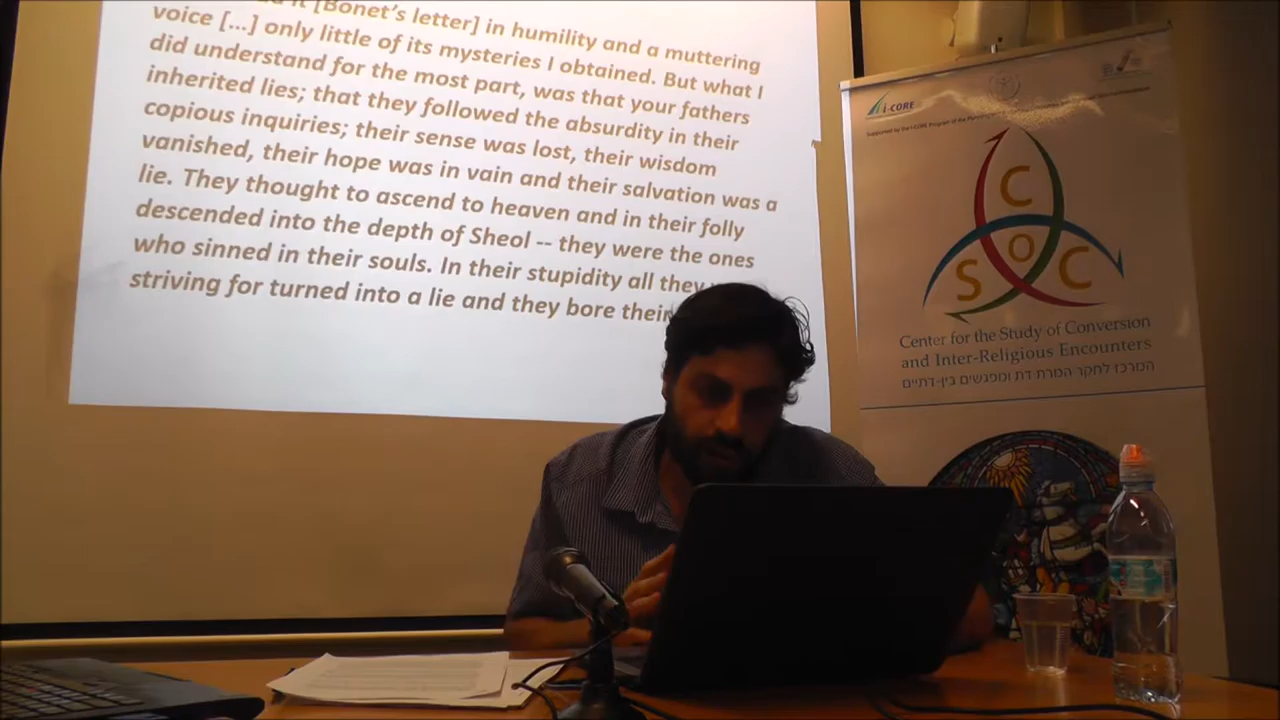 it [Bonet's letter] in humility and a muttering
voice [...] only little of its mysteries I obtained. But what I
did understand for the most part, was that your fathers
inherited lies; that they followed the absurdity in their
copious inquiries; their sense was lost, their wisdom
vanished, their hope was in vain and their salvation was a
lie. They thought to ascend to heaven and in their folly
descended into the depth of Sheol -- they were the ones
who sinned in their souls. In their stupidity all they
striving for turned into a lie and they bore their
i-CORE
Supported by the I-CORE Program of the
C
S O C
Center for the Study of Conversion
and Inter-Religious Encounters
המרכז לחקר המרת דת ומפגשים בין-דתיים